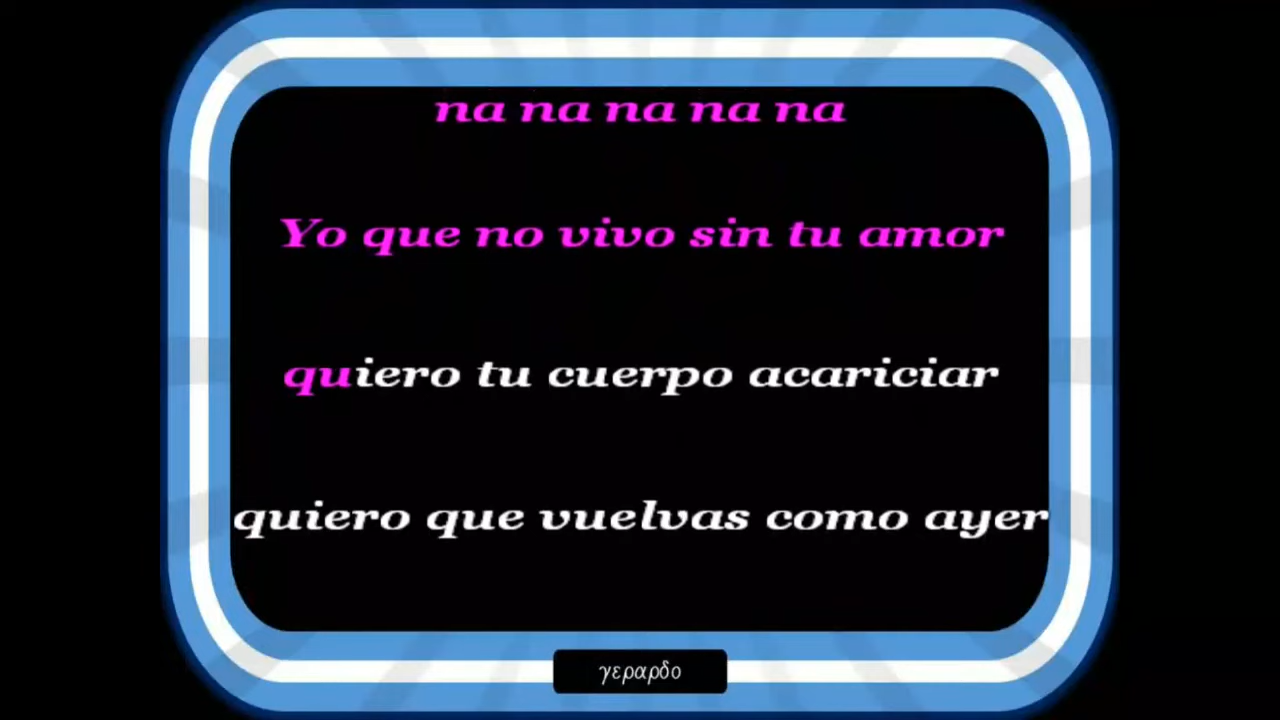 na na na na na
Yo que no vivo sin tu amor
quiero tu cuerpo acariciar
quiero que vuelvas como ayer
γεραρδο